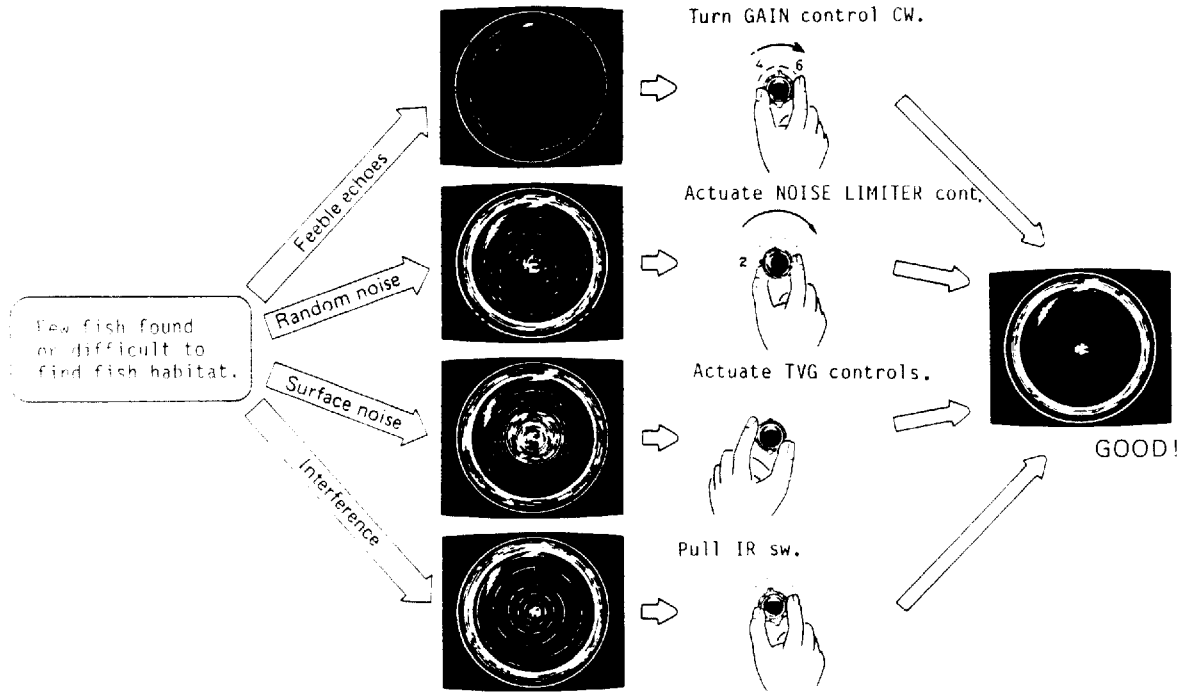 Few fish found
or difficult to
find fish habitat.
Feeble echoes
Turn GAIN control CW.
4 6
Random noise
Actuate NOISE LIMITER cont.
2
Surface noise
Actuate TVG controls.
Interference
Pull IR sw.
GOOD!